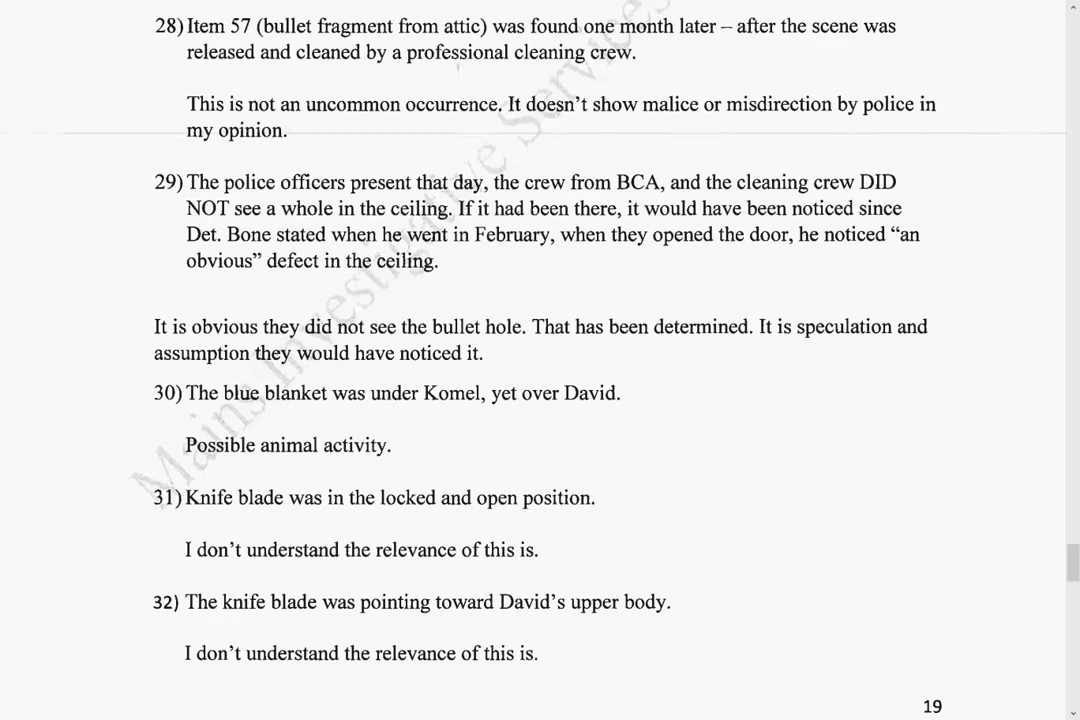 28) Item 57 (bullet fragment from attic) was found one month later – after the scene was
released and cleaned by a professional cleaning crew.
This is not an uncommon occurrence. It doesn't show malice or misdirection by police in
my opinion.
29) The police officers present that day, the crew from BCA, and the cleaning crew DID
NOT see a whole in the ceiling. If it had been there, it would have been noticed since
Det. Bone stated when he went in February, when they opened the door, he noticed “an
obvious” defect in the ceiling.
It is obvious they did not see the bullet hole. That has been determined. It is speculation and
assumption they would have noticed it.
30) The blue blanket was under Komel, yet over David.
Possible animal activity.
31) Knife blade was in the locked and open position.
I don't understand the relevance of this is.
32) The knife blade was pointing toward David's upper body.
I don't understand the relevance of this is.
19
Mains Investigative Services